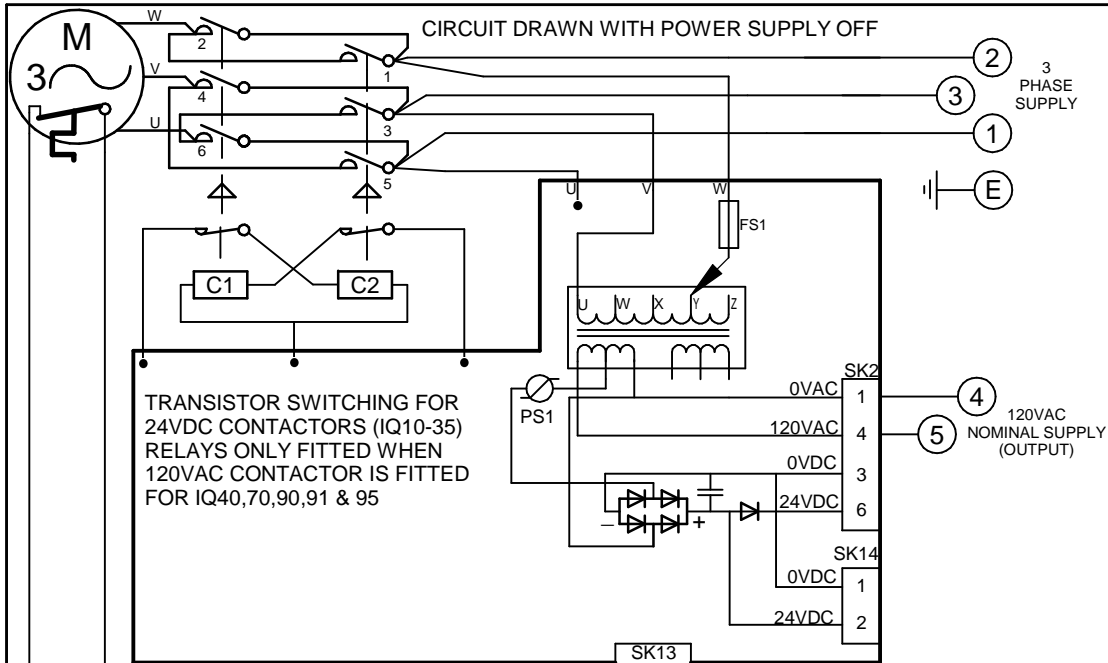 CIRCUIT DRAWN WITH POWER SUPPLY OFF
W
M
3
V
U
2
4
6
1
3
5
2
3
1
E
3
PHASE
SUPPLY
U
V
W
FS1
C1
C2
U W X Y Z
PS1
TRANSISTOR SWITCHING FOR
24VDC CONTACTORS (IQ10-35)
RELAYS ONLY FITTED WHEN
120VAC CONTACTOR IS FITTED
FOR IQ40,70,90,91 & 95
SK2
0VAC 1
120VAC 4
0VDC 3
24VDC 6
4
5
120VAC
NOMINAL SUPPLY
(OUTPUT)
– +
SK14
0VDC 1
24VDC 2
SK13